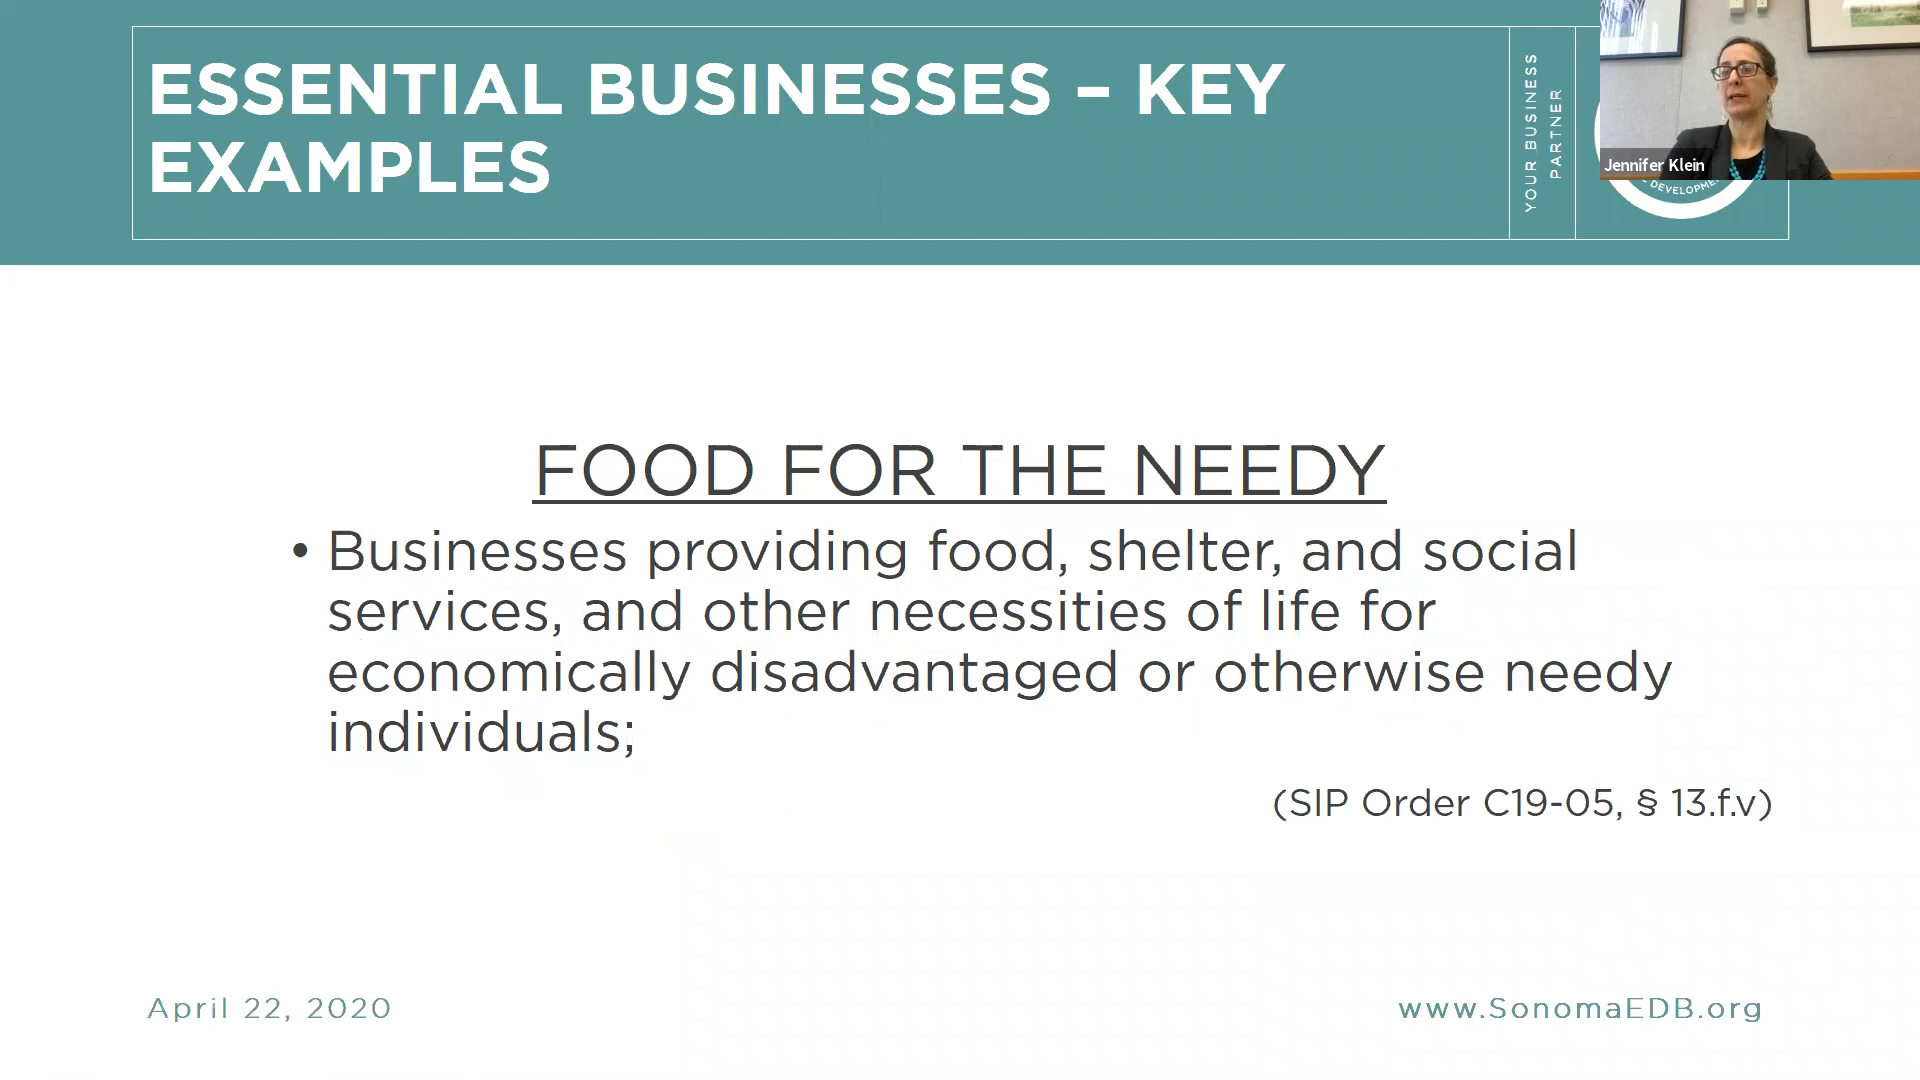 ESSENTIAL BUSINESSES – KEY
EXAMPLES
YOUR BUSINESS
PARTNER
Jennifer Klein
FOOD FOR THE NEEDY
• Businesses providing food, shelter, and social
services, and other necessities of life for
economically disadvantaged or otherwise needy
individuals;
(SIP Order C19-05, § 13.f.v)
April 22, 2020
www.SonomaEDB.org